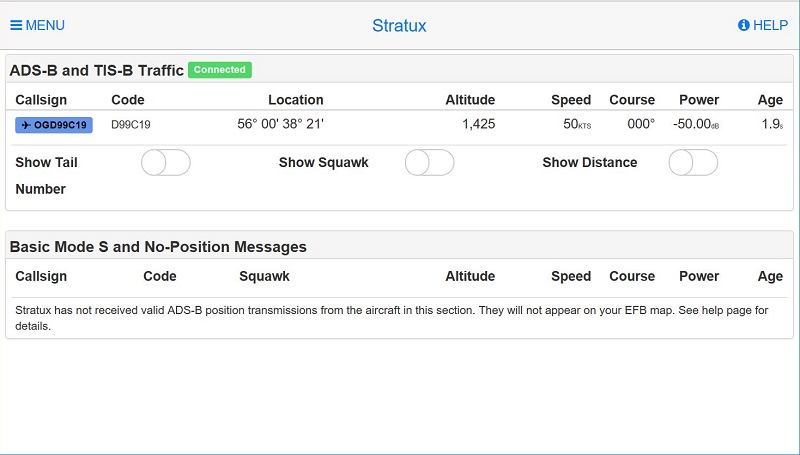 MENU Stratux HELP
ADS-B and TIS-B Traffic Connected
Callsign Code Location Altitude Speed Course Power Age
OGD99C19 D99C19 56° 00' 38° 21' 1,425 50KTS 000° -50.00dB 1.9s
Show Tail Number Show Squawk Show Distance
Basic Mode S and No-Position Messages
Callsign Code Squawk Altitude Speed Course Power Age
Stratux has not received valid ADS-B position transmissions from the aircraft in this section. They will not appear on your EFB map. See help page for
details.